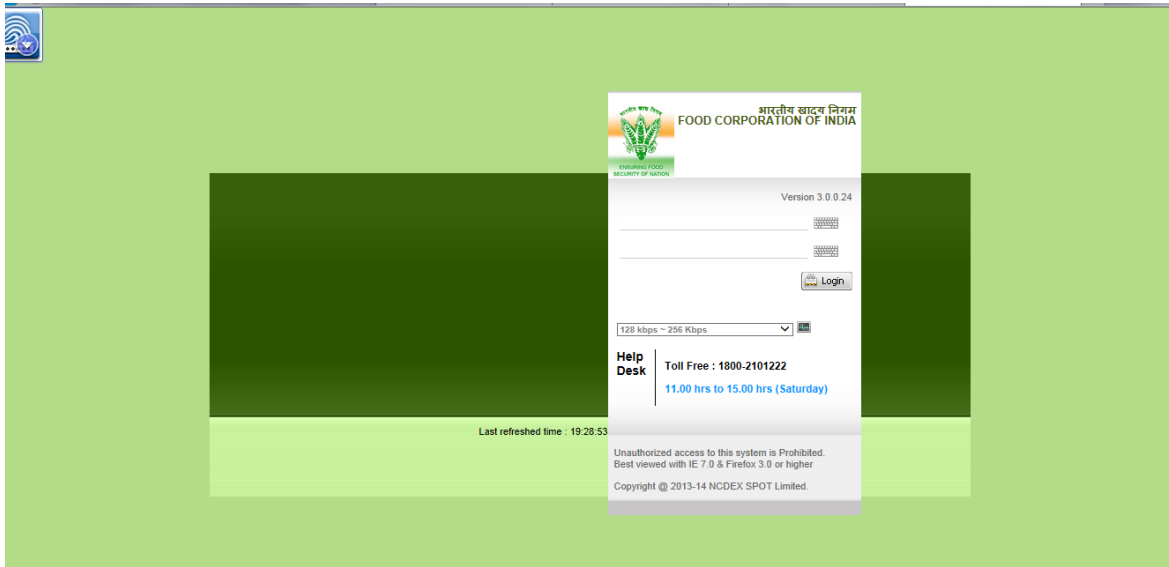 भारतीय खाद्य निगम
FOOD CORPORATION OF INDIA
ENSURING FOOD
SECURITY OF NATION
Version 3.0.0.24
Login
128 kbps ~ 256 Kbps
Help Desk
Toll Free : 1800-2101222
11.00 hrs to 15.00 hrs (Saturday)
Last refreshed time : 19:28:53
Unauthorized access to this system is Prohibited.
Best viewed with IE 7.0 & Firefox 3.0 or higher
Copyright @ 2013-14 NCDEX SPOT Limited.